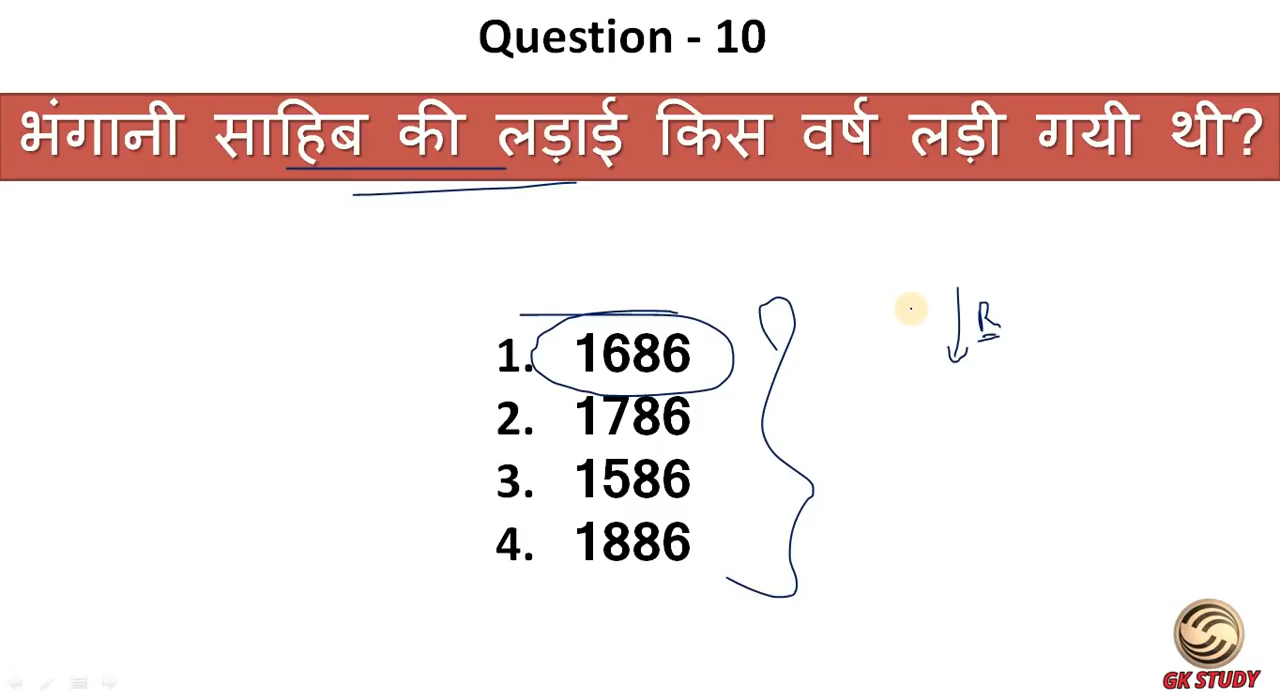 Question - 10
भंगानी साहिब की लड़ाई किस वर्ष लड़ी गयी थी?
1. 1686
R
2. 1786
3. 1586
4. 1886
GK STUDY